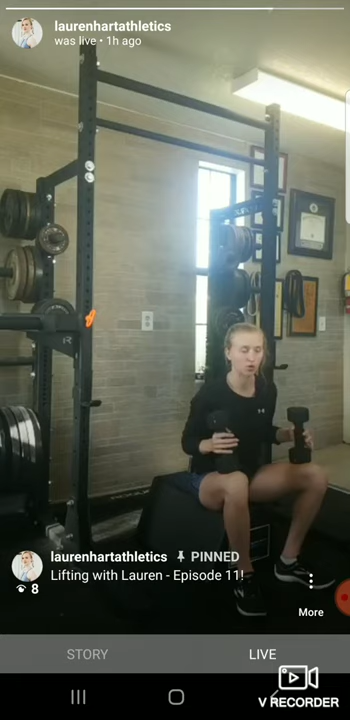 laurenhartathletics
was live • 1h ago
R
laurenhartathletics PINNED
Lifting with Lauren - Episode 11!
8
More
STORY LIVE
V RECORDER